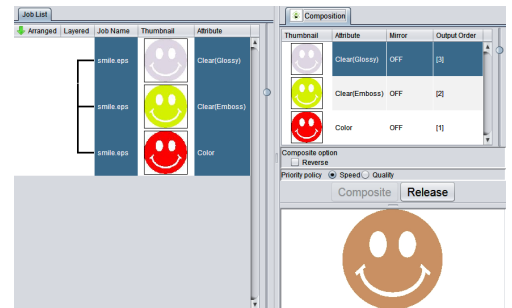 Job List
Arranged Layered Job Name Thumbnail Attribute
smile.eps Clear(Glossy)
smile.eps Clear(Emboss)
smile.eps Color
Composition
Thumbnail Attribute Mirror Output Order
Clear(Glossy) OFF [3]
Clear(Emboss) OFF [2]
Color OFF [1]
Composite option
Reverse
Priority policy Speed Quality
Composite Release